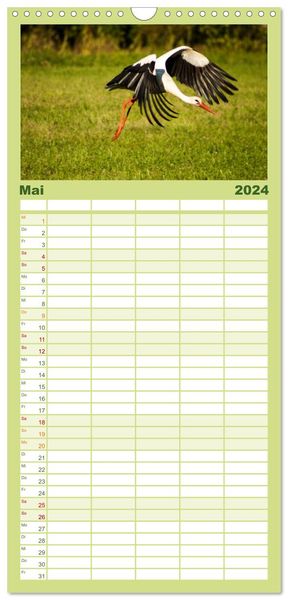 Mai 2024
Mi 1
Do 2
Fr 3
Sa 4
So 5
Mo 6
Di 7
Mi 8
Do 9
Fr 10
Sa 11
So 12
Mo 13
Di 14
Mi 15
Do 16
Fr 17
Sa 18
So 19
Mo 20
Di 21
Mi 22
Do 23
Fr 24
Sa 25
So 26
Mo 27
Di 28
Mi 29
Do 30
Fr 31